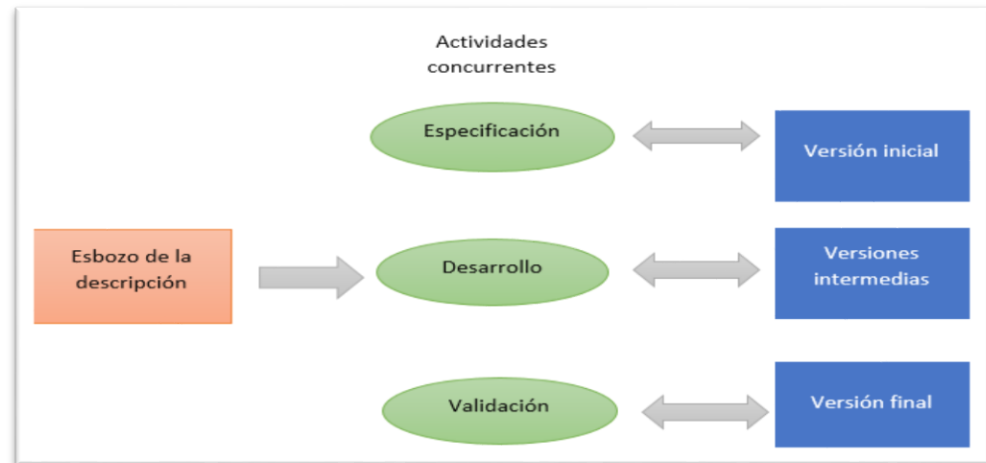 Actividades
concurrentes
Especificación
Versión inicial
Esbozo de la
descripción
Desarrollo
Versiones
intermedias
Validación
Versión final